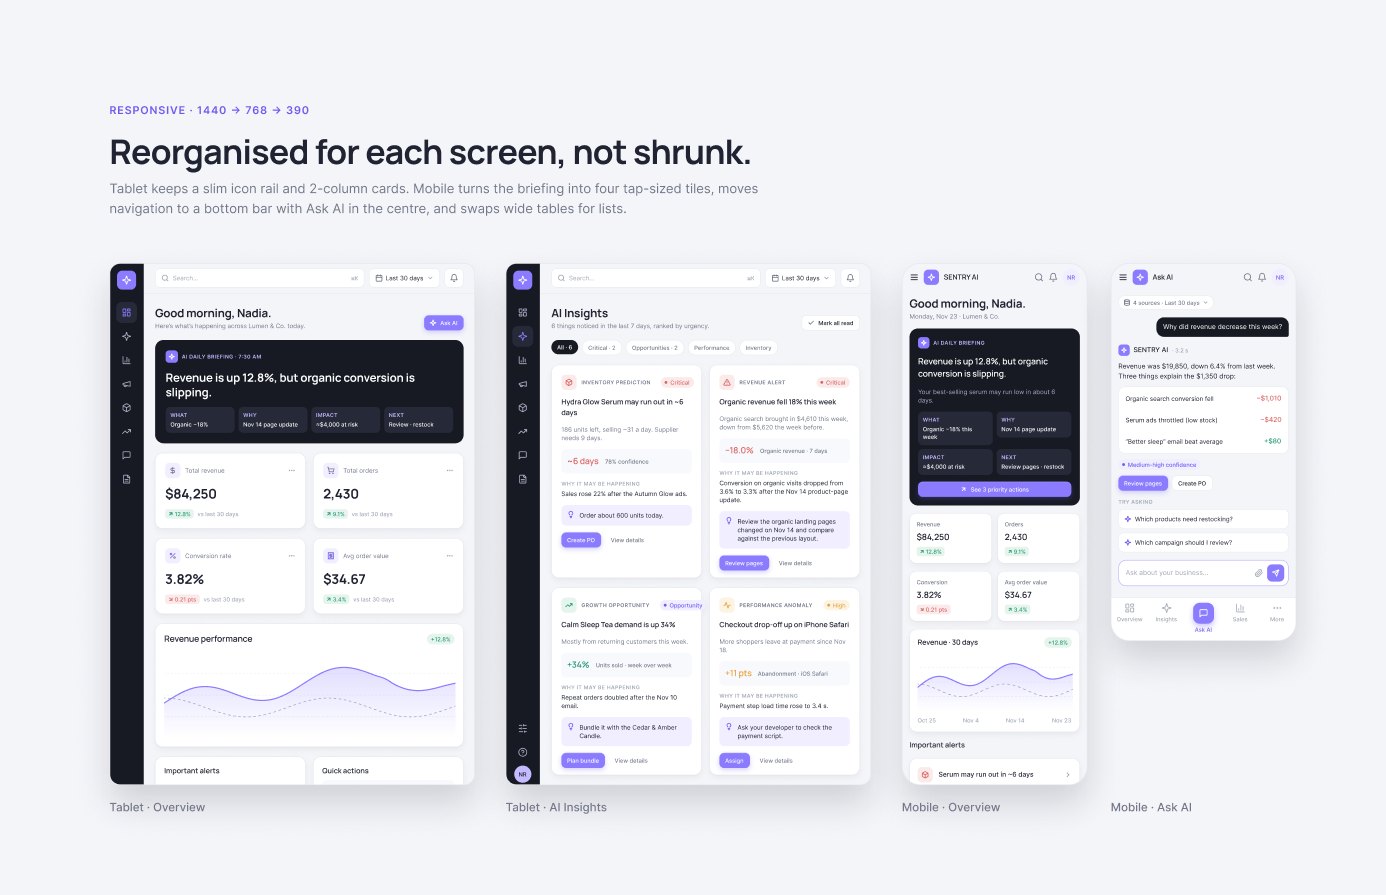 RESPONSIVE · 1440 → 768 → 390
Reorganised for each screen, not shrunk.
Tablet keeps a slim icon rail and 2-column cards. Mobile turns the briefing into four tap-sized tiles, moves
navigation to a bottom bar with Ask AI in the centre, and swaps wide tables for lists.
Search...
⌘K
Last 30 days
Good morning, Nadia.
Here's what's happening across Lumen & Co. today.
Ask AI
AI DAILY BRIEFING · 7:30 AM
Revenue is up 12.8%, but organic conversion is
slipping.
WHAT
Organic −18%
WHY
Nov 14 page update
IMPACT
≈$4,000 at risk
NEXT
Review · restock
Total revenue
$84,250
12.8%
vs last 30 days
Total orders
2,430
9.1%
vs last 30 days
Conversion rate
3.82%
0.21 pts
vs last 30 days
Avg order value
$34.67
3.4%
vs last 30 days
Revenue performance
+12.8%
Important alerts
Quick actions
Tablet · Overview
Search...
⌘K
Last 30 days
AI Insights
6 things noticed in the last 7 days, ranked by urgency.
Mark all read
All · 6
Critical · 2
Opportunities · 2
Performance
Inventory
INVENTORY PREDICTION
Critical
Hydra Glow Serum may run out in ~6
days
186 units left, selling ~31 a day. Supplier
needs 9 days.
~6 days
78% confidence
WHY IT MAY BE HAPPENING
Sales rose 22% after the Autumn Glow ads.
Order about 600 units today.
Create PO
View details
REVENUE ALERT
Critical
Organic revenue fell 18% this week
Organic search brought in $4,610 this week,
down from $5,620 the week before.
−18.0%
Organic revenue · 7 days
WHY IT MAY BE HAPPENING
Conversion on organic visits dropped from
3.6% to 3.3% after the Nov 14 product-page
update.
Review the organic landing pages
changed on Nov 14 and compare
against the previous layout.
Review pages
View details
GROWTH OPPORTUNITY
Opportunity
Calm Sleep Tea demand is up 34%
Mostly from returning customers this week.
+34%
Units sold · week over week
WHY IT MAY BE HAPPENING
Repeat orders doubled after the Nov 10
email.
Bundle it with the Cedar & Amber
Candle.
Plan bundle
View details
PERFORMANCE ANOMALY
High
Checkout drop-off up on iPhone Safari
More shoppers leave at payment since Nov
18.
+11 pts
Abandonment · iOS Safari
WHY IT MAY BE HAPPENING
Payment step load time rose to 3.4 s.
Ask your developer to check the
payment script.
Assign
View details
NR
Tablet · AI Insights
SENTRY AI
NR
Good morning, Nadia.
Monday, Nov 23 · Lumen & Co.
AI DAILY BRIEFING
Revenue is up 12.8%, but organic
conversion is slipping.
Your best-selling serum may run low in about 6
days.
WHAT
Organic −18% this
week
WHY
Nov 14 page update
IMPACT
≈$4,000 at risk
NEXT
Review pages · restock
See 3 priority actions
Revenue
$84,250
12.8%
Orders
2,430
9.1%
Conversion
3.82%
0.21 pts
Avg order value
$34.67
3.4%
Revenue · 30 days
+12.8%
Oct 25
Nov 4
Nov 14
Nov 23
Important alerts
Serum may run out in ~6 days
Mobile · Overview
Ask AI
NR
4 sources · Last 30 days
Why did revenue decrease this week?
SENTRY AI · 3.2 s
Revenue was $19,850, down 6.4% from last week.
Three things explain the $1,350 drop:
Organic search conversion fell
−$1,010
Serum ads throttled (low stock)
−$420
"Better sleep" email beat average
+$80
Medium-high confidence
Review pages
Create PO
TRY ASKING
Which products need restocking?
Which campaign should I review?
Ask about your business...
Overview
Insights
Ask AI
Sales
More
Mobile · Ask AI